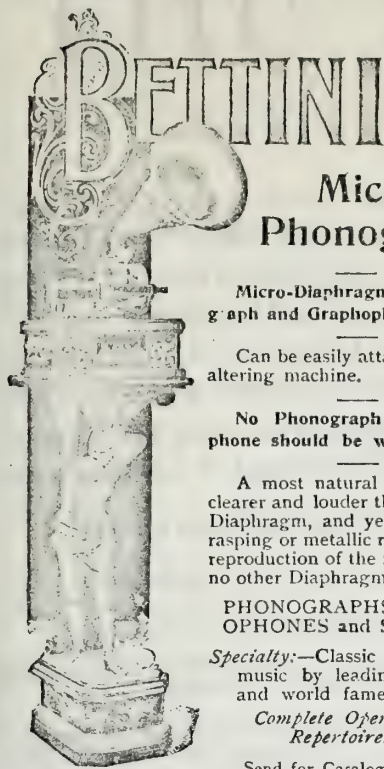 BETTINI
Mic
Phonog
Micro-Diaphragm
graph and Graphoph
Can be easily atta
altering machine.
No Phonograph
phone should be w
A most natural
clearer and louder th
Diaphragm, and ye
rasping or metallic r
reproduction of the
no other Diaphragm
PHONOGRAPHS
OPHONES and S
Specialty:—Classic
music by leadin
and world fame
Complete Oper
Repertoire
Send for Catalog